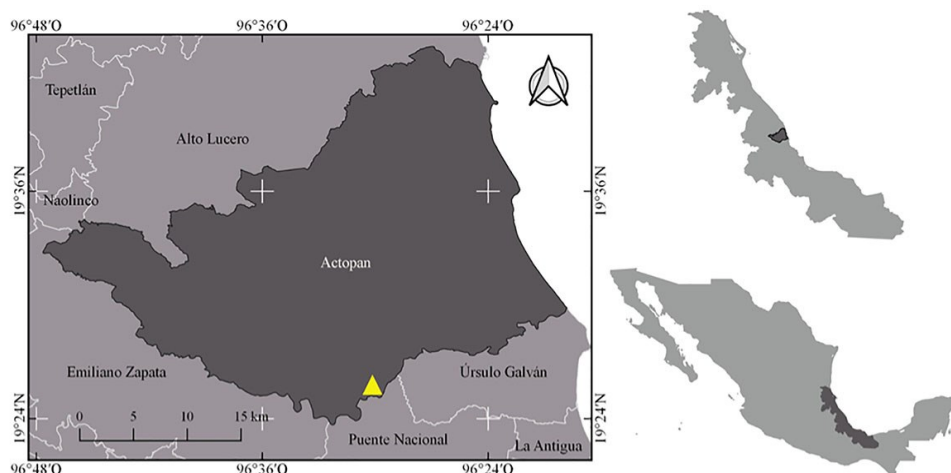 96°48′O 96°36′O 96°24′O
Tepetlán
Alto Lucero
19°36′N
19°36′N
Naolinco
Actopan
Emiliano Zapata
Úrsulo Galván
0 5 10 15 km
19°24′N
19°24′N
Puente Nacional
La Antigua
96°48′O 96°36′O 96°24′O